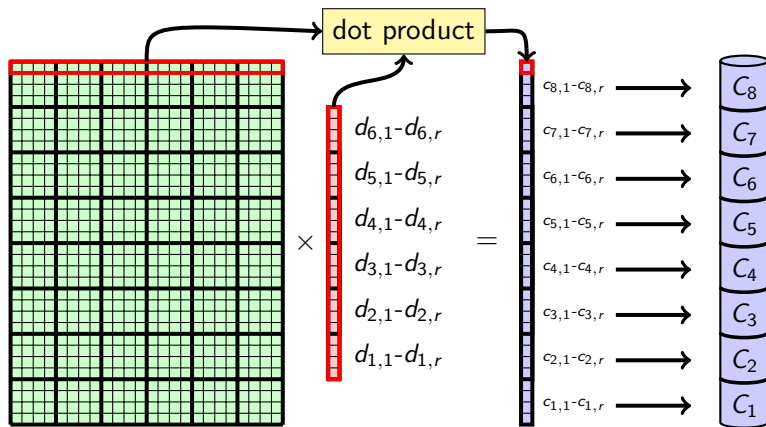 dot product
c8,1-c8,r C8
d6,1-d6,r c7,1-c7,r C7
d5,1-d5,r c6,1-c6,r C6
d4,1-d4,r c5,1-c5,r C5
× = 
d3,1-d3,r c4,1-c4,r C4
d2,1-d2,r c3,1-c3,r C3
d1,1-d1,r c2,1-c2,r C2
c1,1-c1,r C1